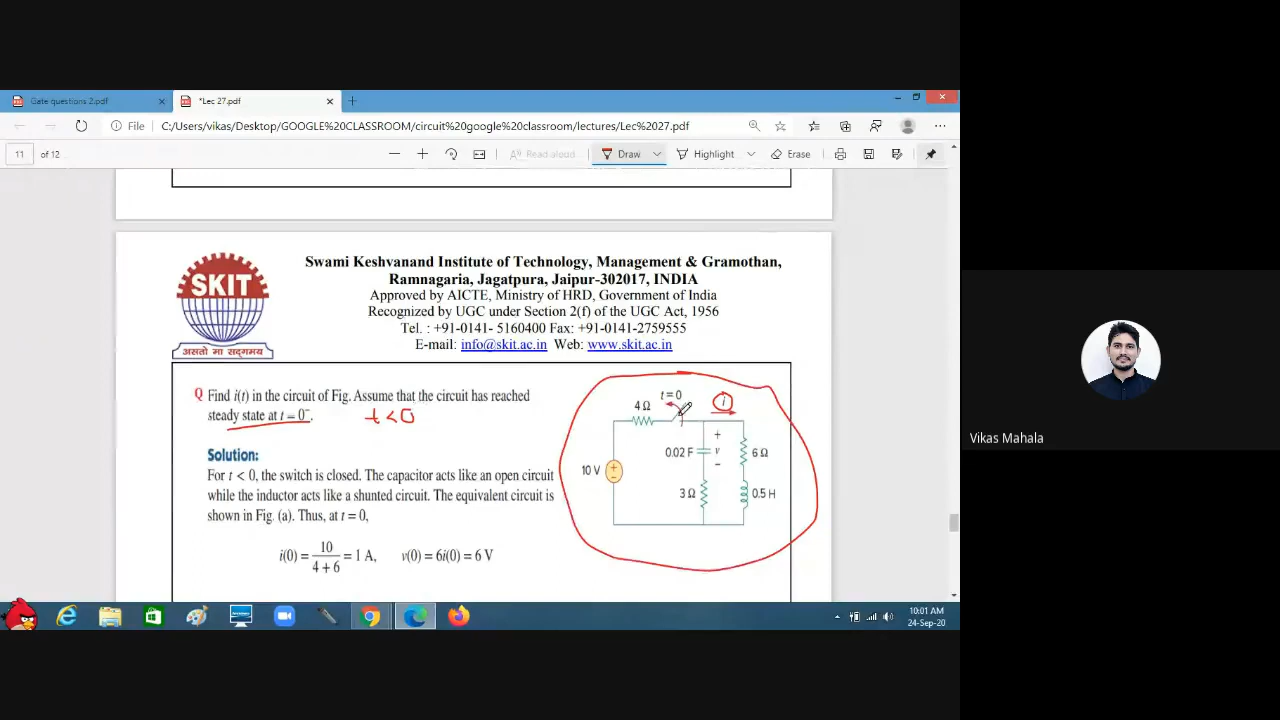 Gate questions 2.pdf
*Lec 27.pdf
File
C:/Users/vikas/Desktop/GOOGLE%20CLASSROOM/circuit%20google%20classroom/lectures/Lec%2027.pdf
11 of 12
Read aloud
Draw
Highlight
Erase
SKIT
असतो मा सद्गमय
Swami Keshvanand Institute of Technology, Management & Gramothan,
Ramnagaria, Jagatpura, Jaipur-302017, INDIA
Approved by AICTE, Ministry of HRD, Government of India
Recognized by UGC under Section 2(f) of the UGC Act, 1956
Tel. : +91-0141- 5160400 Fax: +91-0141-2759555
E-mail: info@skit.ac.in Web: www.skit.ac.in
Q Find i(t) in the circuit of Fig. Assume that the circuit has reached
steady state at t = 0⁻.
t < 0
Solution:
For t < 0, the switch is closed. The capacitor acts like an open circuit
while the inductor acts like a shunted circuit. The equivalent circuit is
shown in Fig. (a). Thus, at t = 0,
i(0) = 10 / (4 + 6) = 1 A, v(0) = 6i(0) = 6 V
t = 0
i
4 Ω
+
0.02 F
v
6 Ω
−
10 V
+
−
3 Ω
0.5 H
Vikas Mahala
10:01 AM
24-Sep-20